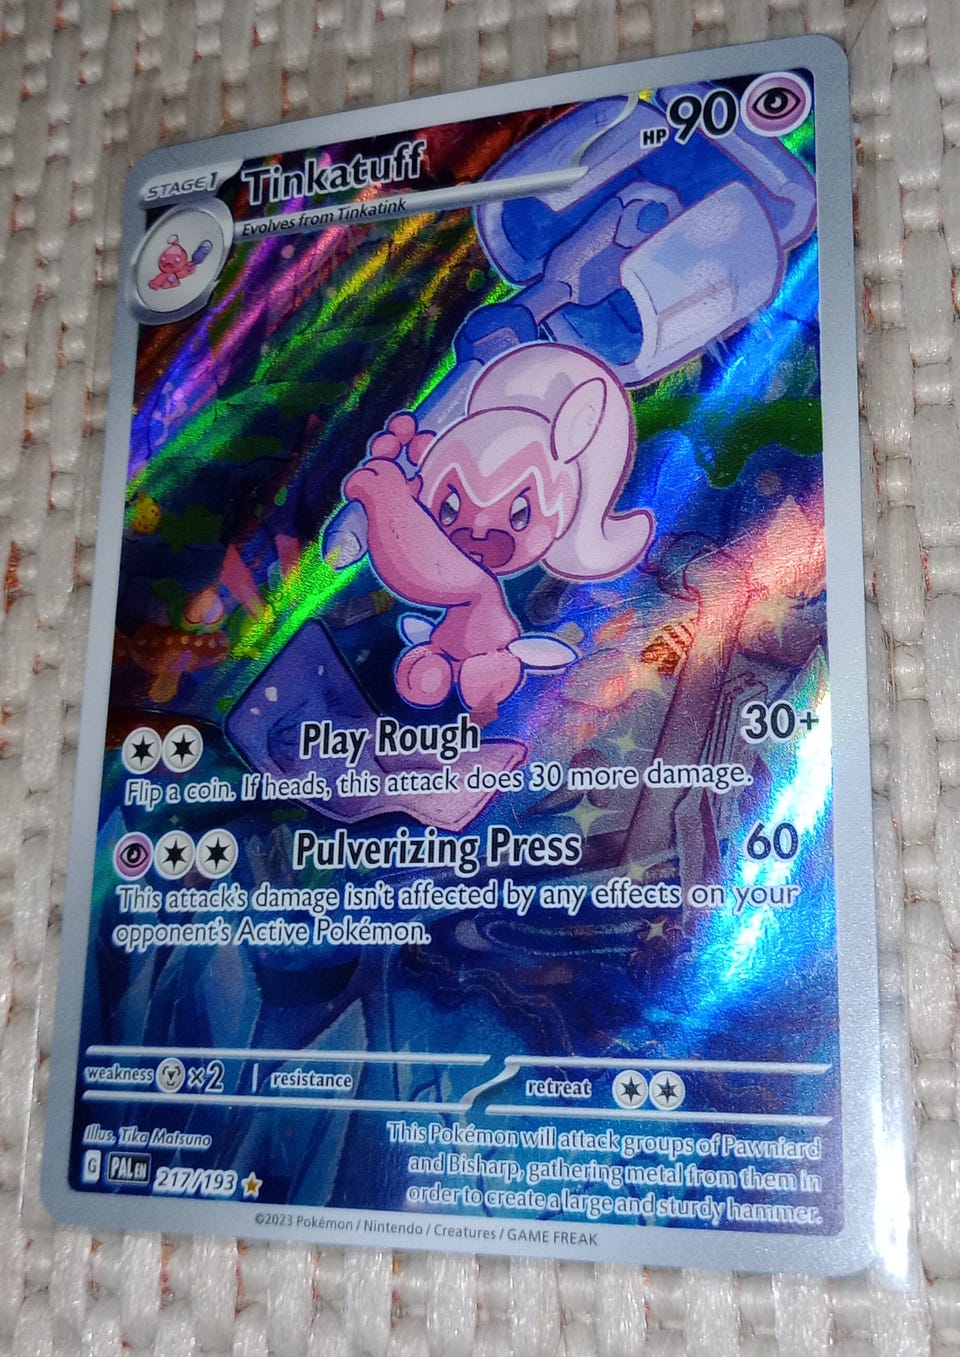 STAGE 1 Tinkatuff HP 90
Evolves from Tinkatink
Play Rough 30+
Flip a coin. If heads, this attack does 30 more damage.
Pulverizing Press 60
This attack's damage isn't affected by any effects on your
opponent's Active Pokémon.
weakness ×2 resistance retreat
Illus. Tika Matsuno
This Pokémon will attack groups of Pawniard
and Bisharp, gathering metal from them in
order to create a large and sturdy hammer.
G PAL EN 217/193
©2023 Pokémon / Nintendo / Creatures / GAME FREAK